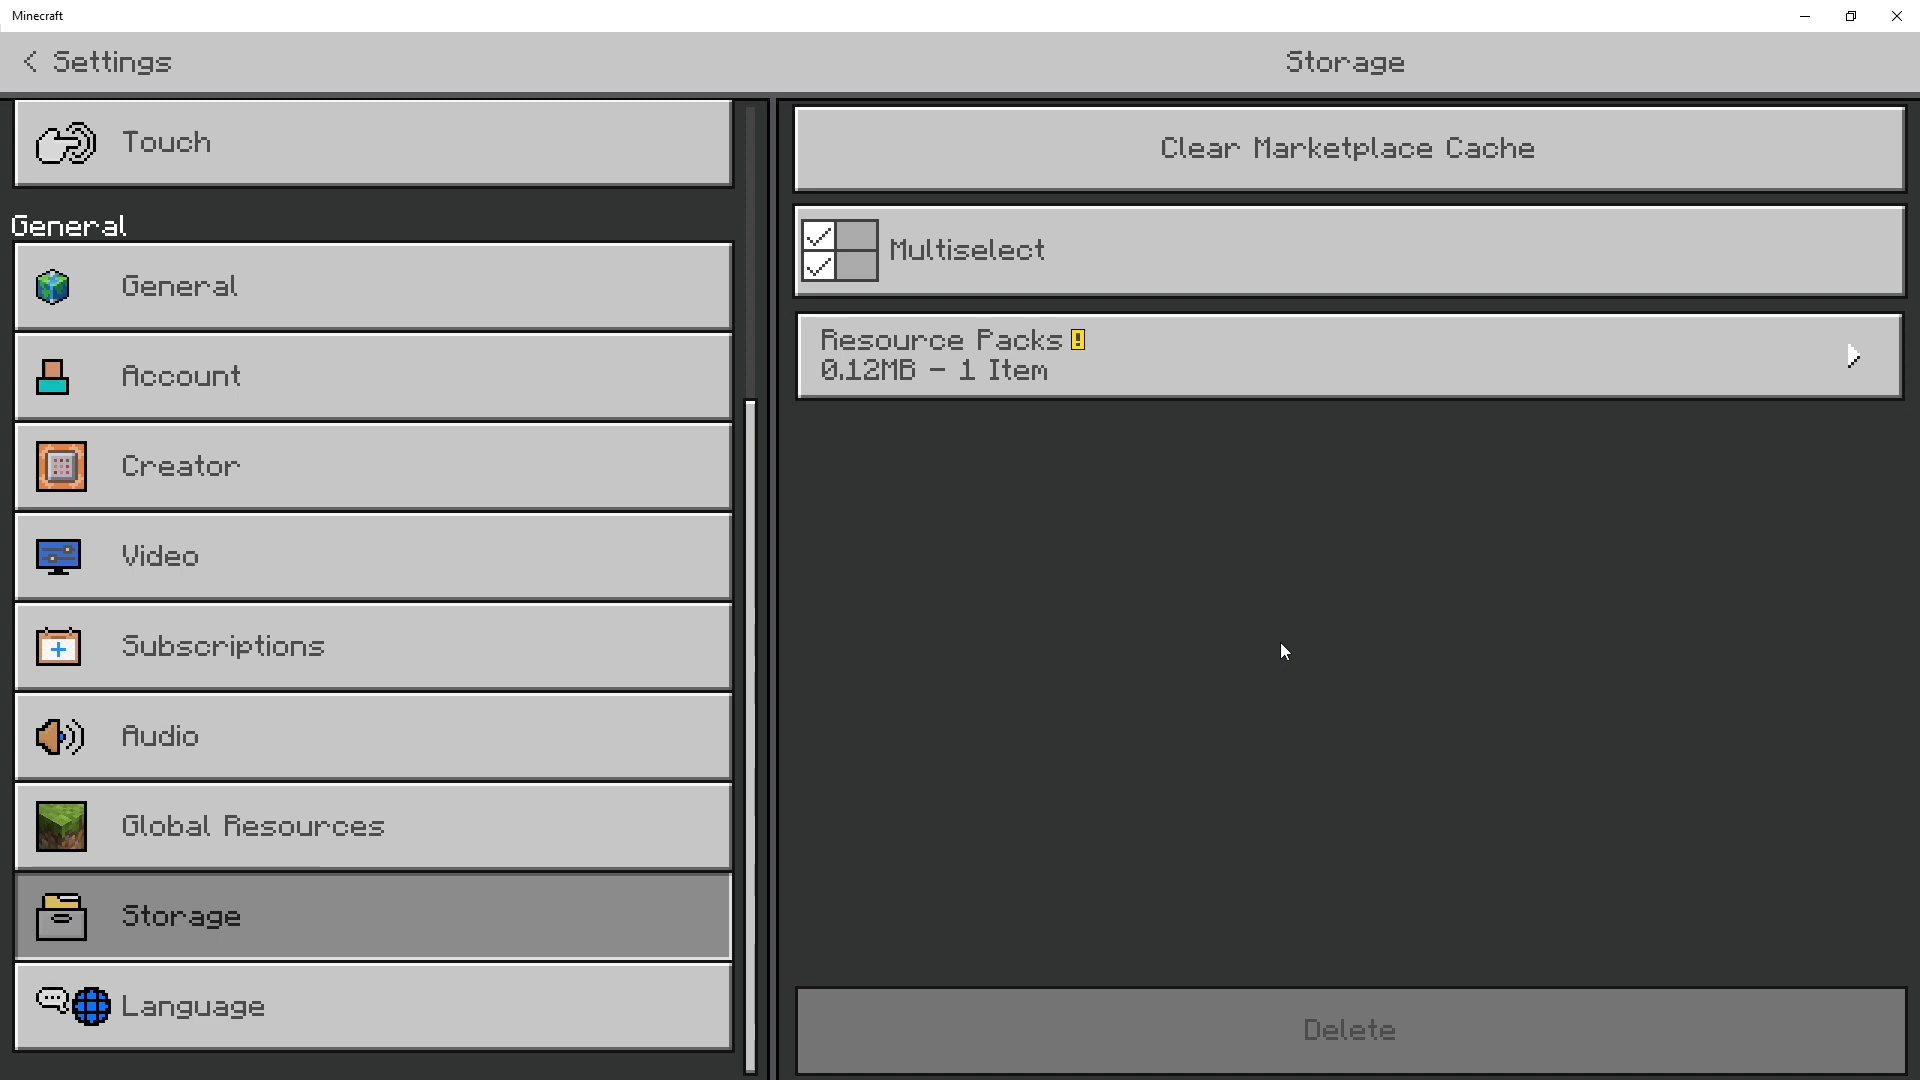 Minecraft
< Settings
Storage
Touch
General
General
Account
Creator
Video
Subscriptions
Audio
Global Resources
Storage
Language
Clear Marketplace Cache
Multiselect
Resource Packs !
0.12MB - 1 Item
Delete